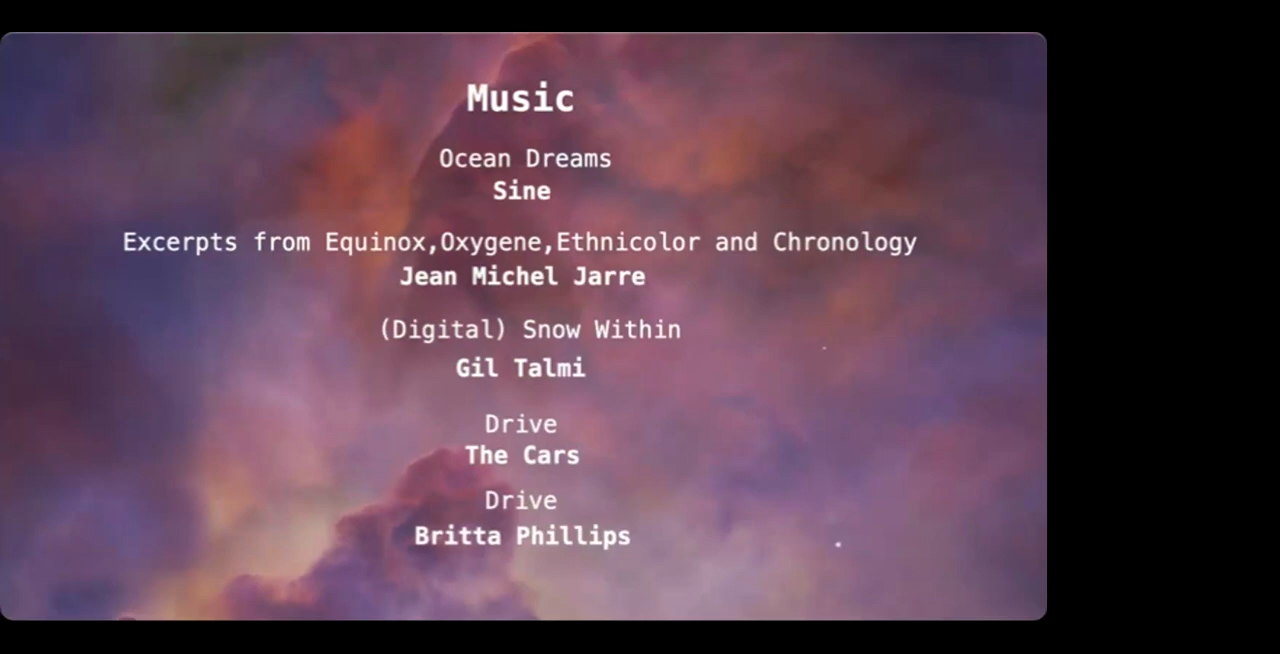 Music
Ocean Dreams
Sine
Excerpts from Equinox,Oxygene,Ethnicolor and Chronology
Jean Michel Jarre
(Digital) Snow Within
Gil Talmi
Drive
The Cars
Drive
Britta Phillips